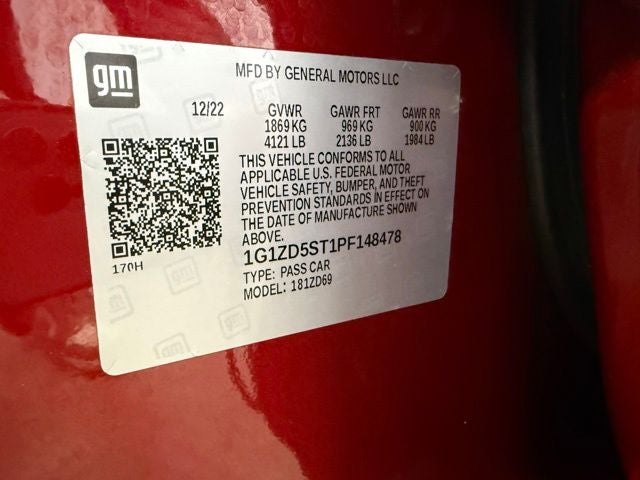 gm
MFD BY GENERAL MOTORS LLC
12/22 GVWR GAWR FRT GAWR RR
1869 KG 969 KG 900 KG
4121 LB 2136 LB 1984 LB
THIS VEHICLE CONFORMS TO ALL
APPLICABLE U.S. FEDERAL MOTOR
VEHICLE SAFETY, BUMPER, AND THEFT
PREVENTION STANDARDS IN EFFECT ON
THE DATE OF MANUFACTURE SHOWN
ABOVE.
170H
1G1ZD5ST1PF148478
TYPE: PASS CAR
MODEL: 181ZD69